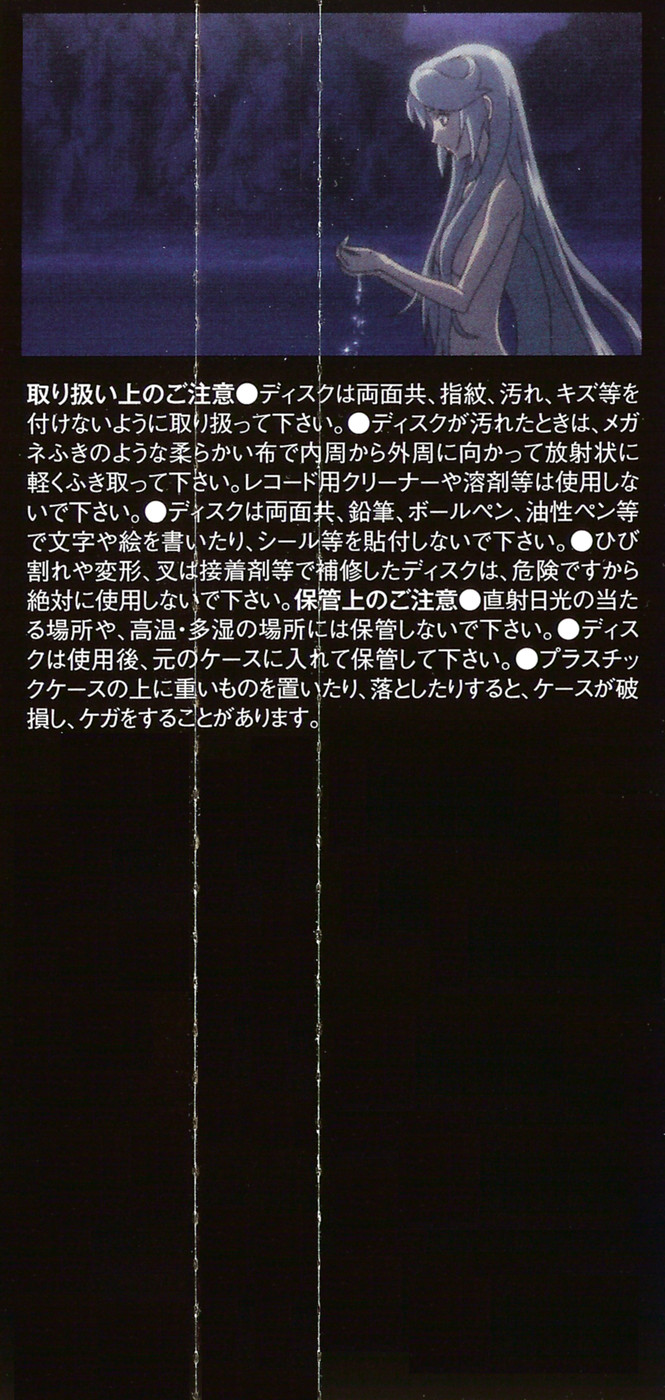 取り扱い上のご注意●ディスクは両面共、指紋、汚れ、キズ等を
付けないように取り扱って下さい。●ディスクが汚れたときは、メガ
ネふきのような柔らかい布で内周から外周に向かって放射状に
軽くふき取って下さい。レコード用クリーナーや溶剤等は使用しな
いで下さい。●ディスクは両面共、鉛筆、ボールペン、油性ペン等
で文字や絵を書いたり、シール等を貼付しないで下さい。●ひび
割れや変形、又は接着剤等で補修したディスクは、危険ですから
絶対に使用しないで下さい。保管上のご注意●直射日光の当た
る場所や、高温・多湿の場所には保管しないで下さい。●ディス
クは使用後、元のケースに入れて保管して下さい。●プラスチッ
クケースの上に重いものを置いたり、落としたりすると、ケースが破
損し、ケガをすることがあります。